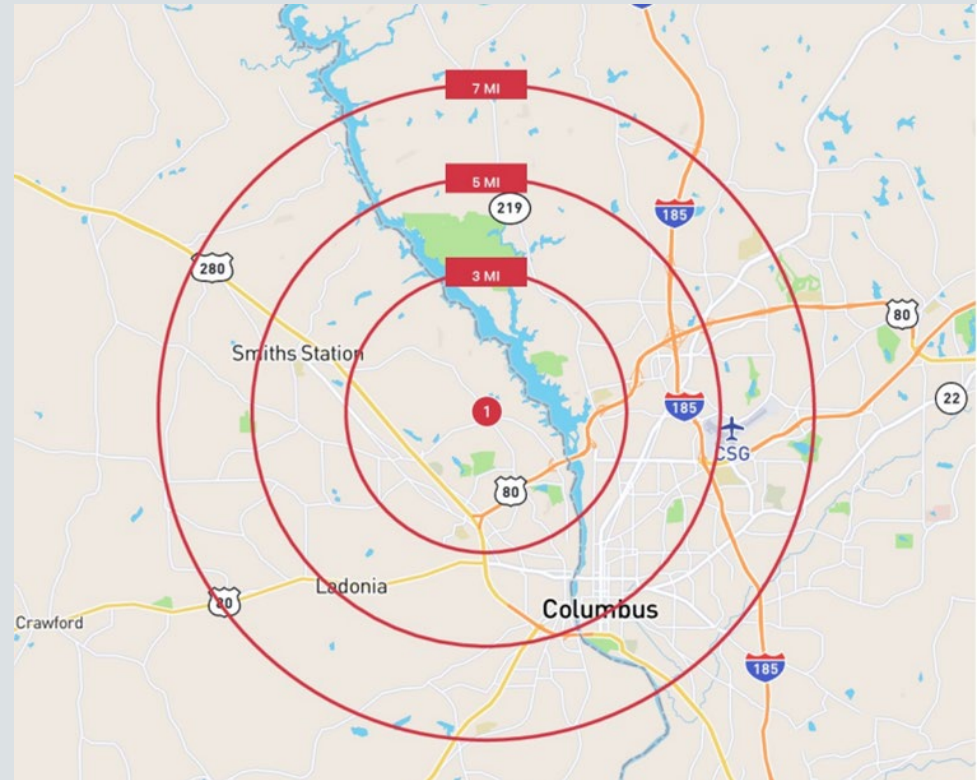 7 MI
5 MI
219
185
280
3 MI
80
Smiths Station
22
185
1
CSG
80
Ladonia
80
Columbus
Crawford
185